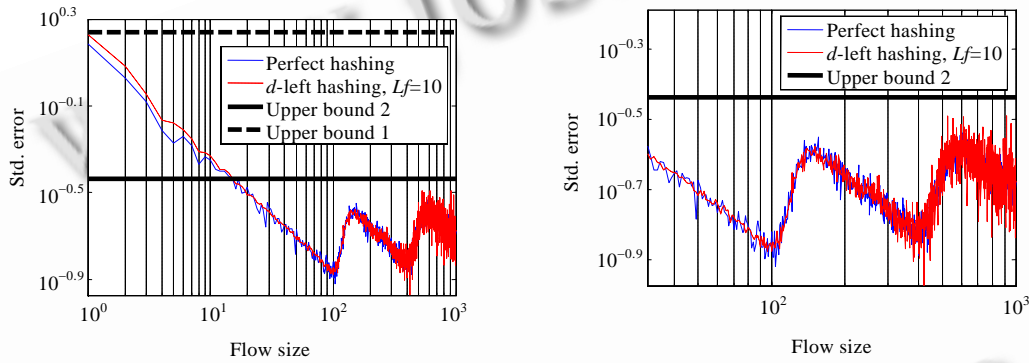 10^0.3
10^−0.1
10^−0.5
10^−0.9
Std. error
Perfect hashing
d-left hashing, Lf=10
Upper bound 2
Upper bound 1
10^0 10^1 10^2 10^3
Flow size
10^−0.3
10^−0.5
10^−0.7
10^−0.9
Std. error
Perfect hashing
d-left hashing, Lf=10
Upper bound 2
10^2 10^3
Flow size